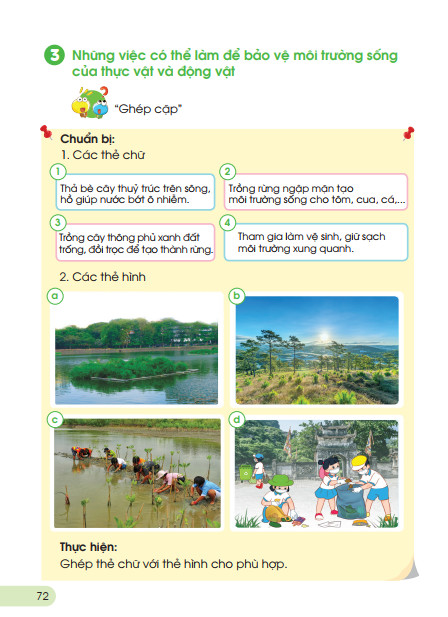 3 Những việc có thể làm để bảo vệ môi trường sống
của thực vật và động vật
"Ghép cặp"
Chuẩn bị:
1. Các thẻ chữ
1
Thả bè cây thuỷ trúc trên sông,
hồ giúp nước bớt ô nhiễm.
2
Trồng rừng ngập mặn tạo
môi trường sống cho tôm, cua, cá,...
3
Trồng cây thông phủ xanh đất
trống, đồi trọc để tạo thành rừng.
4
Tham gia làm vệ sinh, giữ sạch
môi trường xung quanh.
2. Các thẻ hình
a
b
c
d
Thực hiện:
Ghép thẻ chữ với thẻ hình cho phù hợp.
72